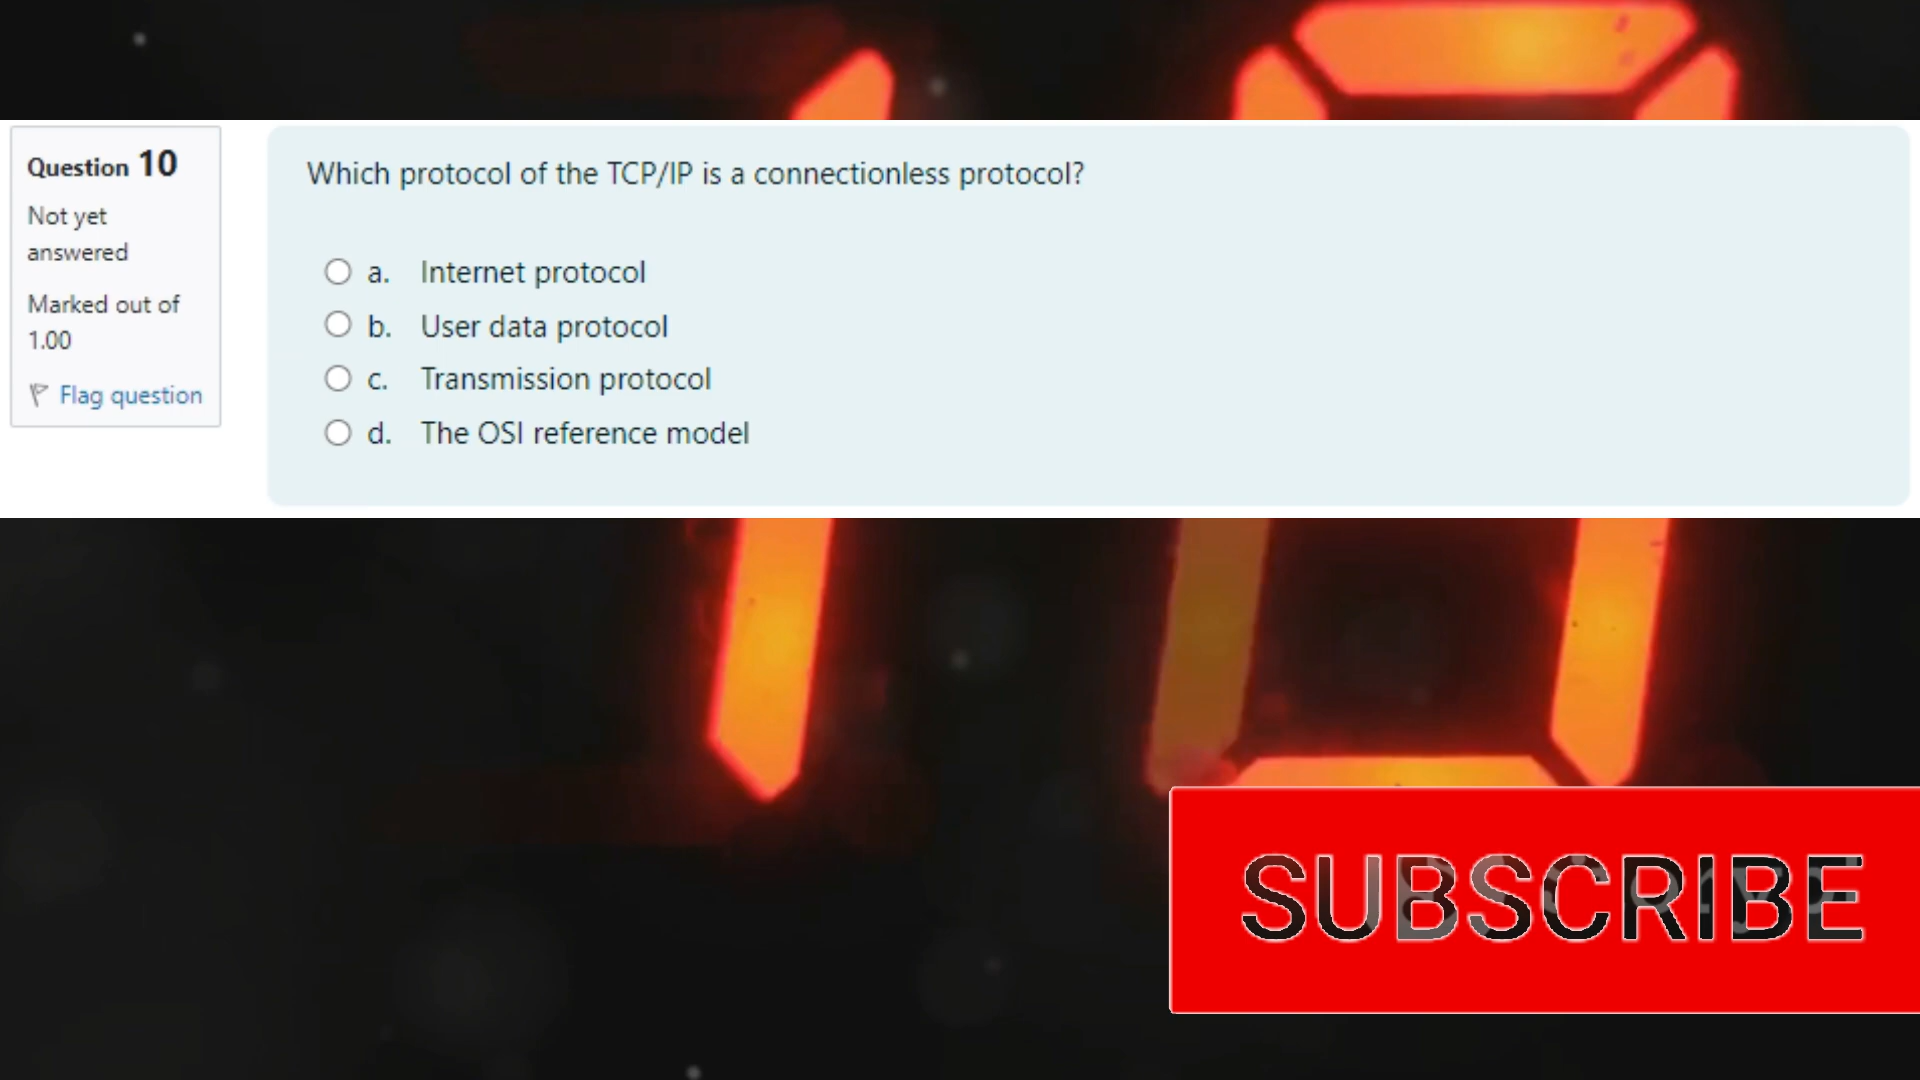 Question 10
Not yet
answered
Marked out of
1.00
Flag question
Which protocol of the TCP/IP is a connectionless protocol?
a. Internet protocol
b. User data protocol
c. Transmission protocol
d. The OSI reference model
SUBSCRIBE